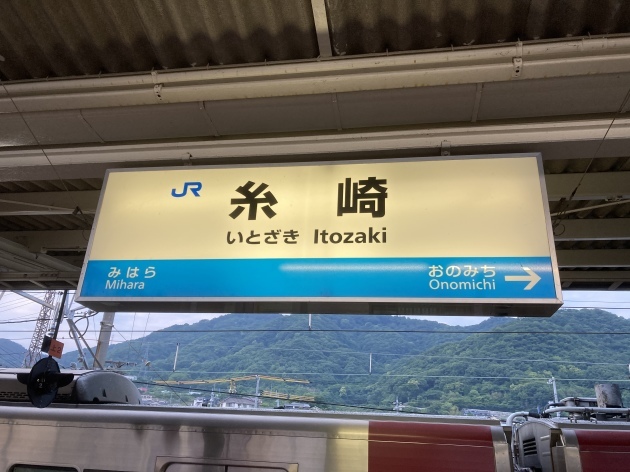 JR
糸崎
いとざき Itozaki
みはら
Mihara
おのみち
Onomichi